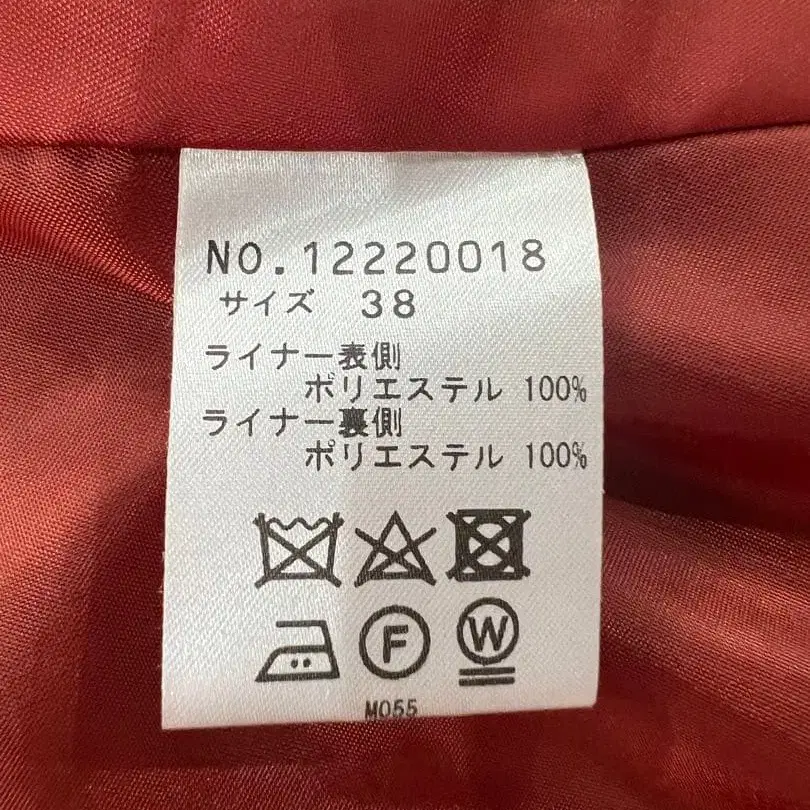 NO.12220018
サイズ 38
ライナー表側
ポリエステル 100%
ライナー裏側
ポリエステル 100%
F
W
M055